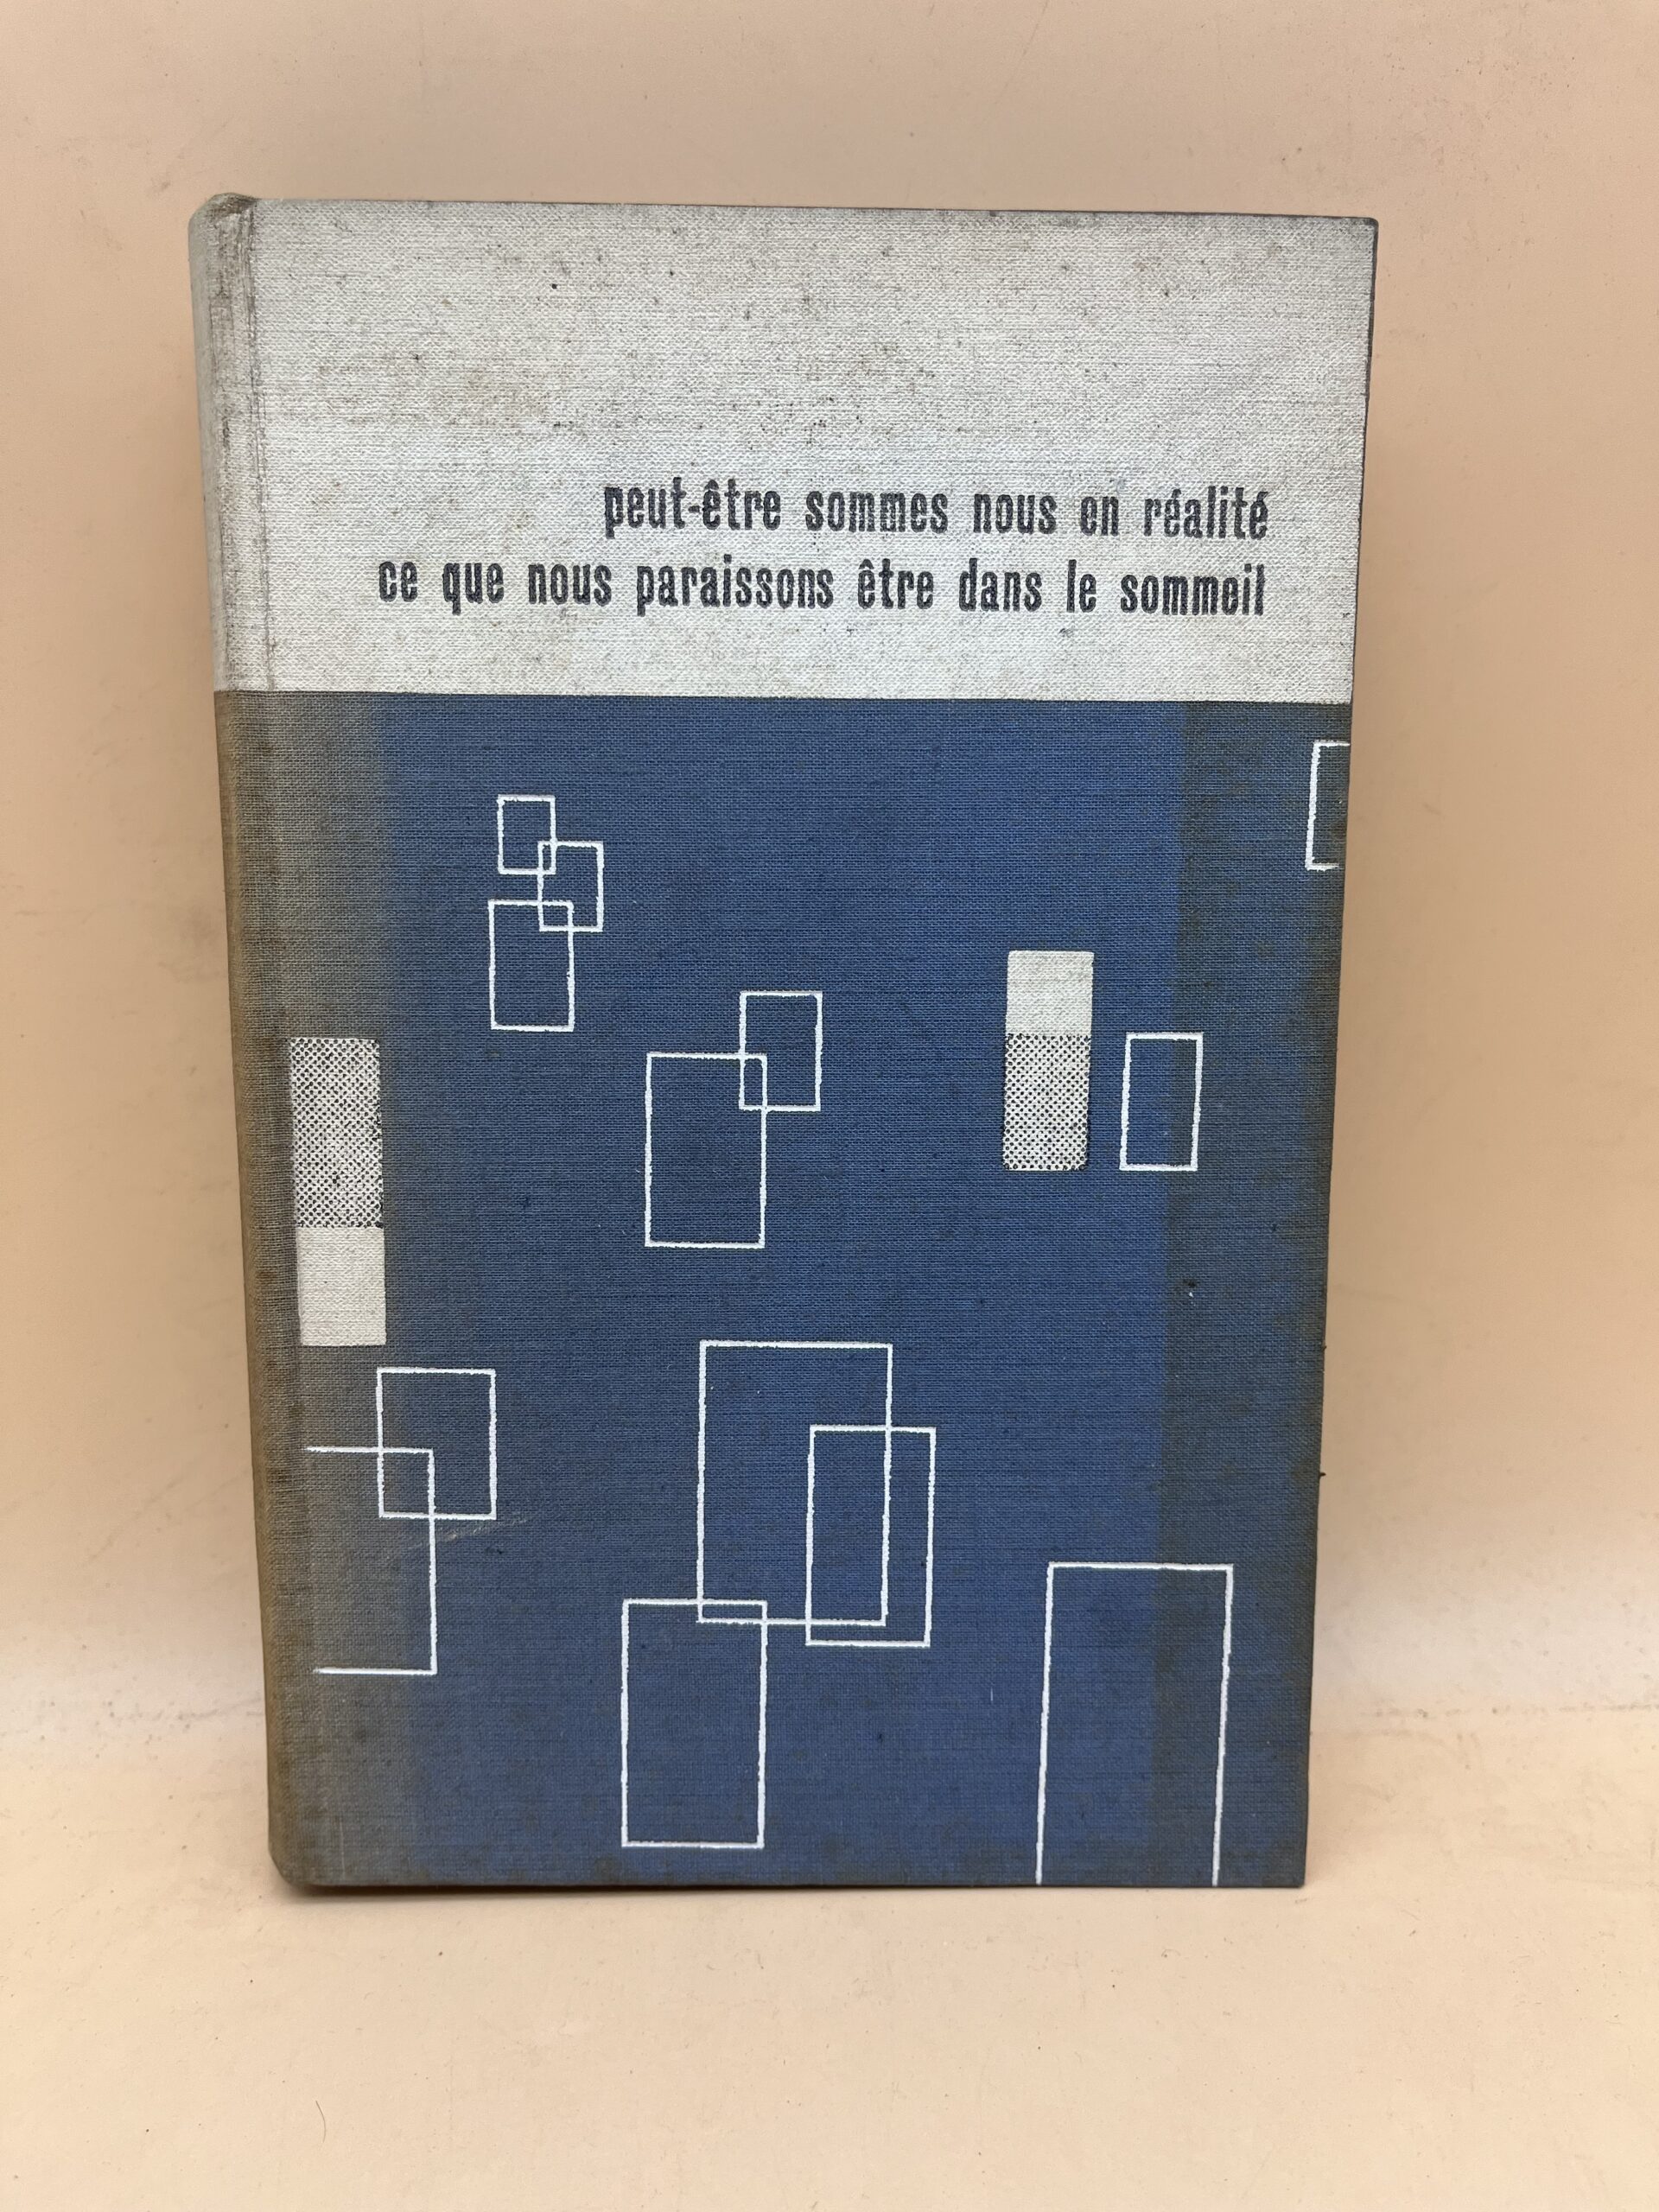 peut-être sommes nous en réalité
ce que nous paraissons être dans le sommeil